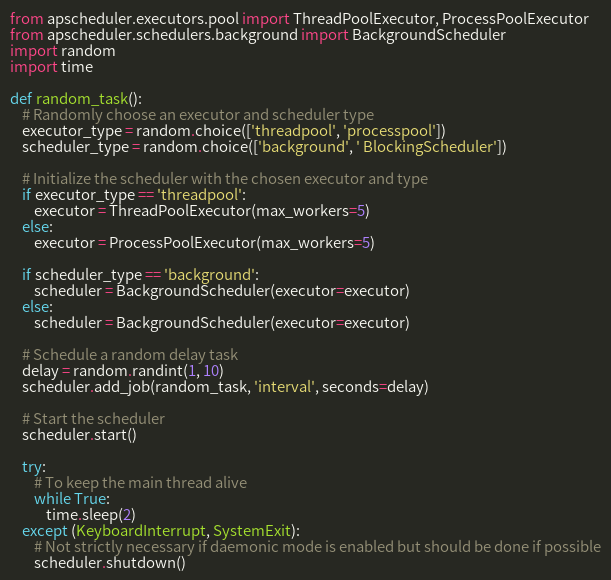 from apscheduler.executors.pool import ThreadPoolExecutor, ProcessPoolExecutor
from apscheduler.schedulers.background import BackgroundScheduler
import random
import time

def random_task():
    # Randomly choose an executor and scheduler type
    executor_type = random.choice(['threadpool', 'processpool'])
    scheduler_type = random.choice(['background', ' BlockingScheduler'])

    # Initialize the scheduler with the chosen executor and type
    if executor_type == 'threadpool':
        executor = ThreadPoolExecutor(max_workers=5)
    else:
        executor = ProcessPoolExecutor(max_workers=5)

    if scheduler_type == 'background':
        scheduler = BackgroundScheduler(executor=executor)
    else:
        scheduler = BackgroundScheduler(executor=executor)

    # Schedule a random delay task
    delay = random.randint(1, 10)
    scheduler.add_job(random_task, 'interval', seconds=delay)

    # Start the scheduler
    scheduler.start()

    try:
        # To keep the main thread alive
        while True:
            time.sleep(2)
    except (KeyboardInterrupt, SystemExit):
        # Not strictly necessary if daemonic mode is enabled but should be done if possible
        scheduler.shutdown()